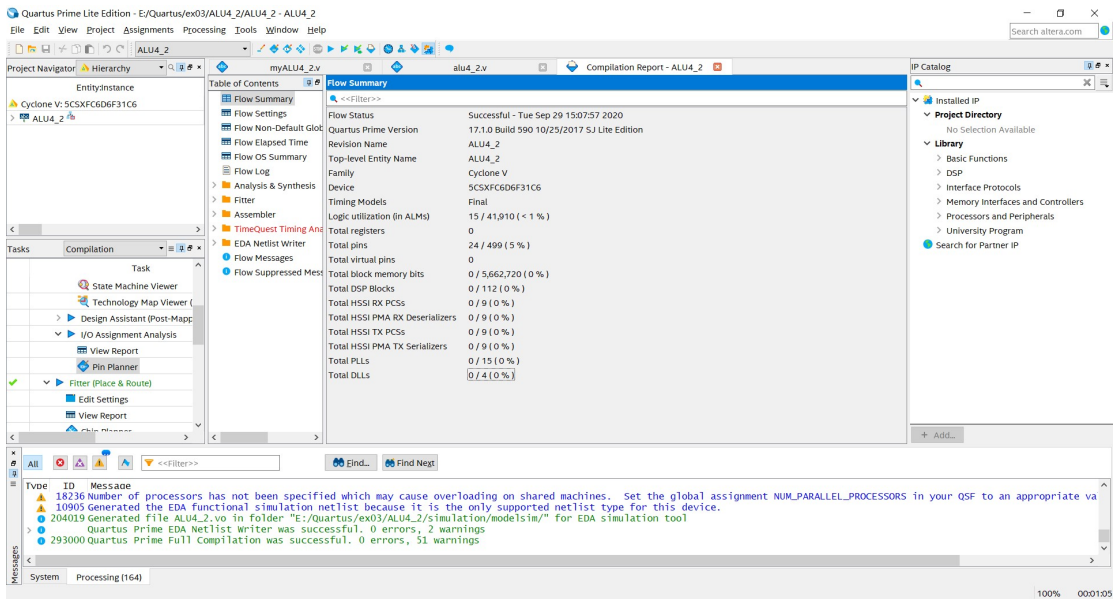 Quartus Prime Lite Edition - E:/Quartus/ex03/ALU4_2/ALU4_2 - ALU4_2
File Edit View Project Assignments Processing Tools Window Help
Search altera.com
ALU4_2
Project Navigator Hierarchy
Entity:Instance
Cyclone V: 5CSXFC6D6F31C6
ALU4_2
Tasks Compilation
Task
State Machine Viewer
Technology Map Viewer (
Design Assistant (Post-Mapp
I/O Assignment Analysis
View Report
Pin Planner
Fitter (Place & Route)
Edit Settings
View Report
Chip Planner
myALU4_2.v
alu4_2.v
Compilation Report - ALU4_2
Table of Contents
Flow Summary
Flow Settings
Flow Non-Default Glob
Flow Elapsed Time
Flow OS Summary
Flow Log
Analysis & Synthesis
Fitter
Assembler
TimeQuest Timing Ana
EDA Netlist Writer
Flow Messages
Flow Suppressed Mess
Flow Summary
<<Filter>>
Flow Status Successful - Tue Sep 29 15:07:57 2020
Quartus Prime Version 17.1.0 Build 590 10/25/2017 SJ Lite Edition
Revision Name ALU4_2
Top-level Entity Name ALU4_2
Family Cyclone V
Device 5CSXFC6D6F31C6
Timing Models Final
Logic utilization (in ALMs) 15 / 41,910 ( < 1 % )
Total registers 0
Total pins 24 / 499 ( 5 % )
Total virtual pins 0
Total block memory bits 0 / 5,662,720 ( 0 % )
Total DSP Blocks 0 / 112 ( 0 % )
Total HSSI RX PCSs 0 / 9 ( 0 % )
Total HSSI PMA RX Deserializers 0 / 9 ( 0 % )
Total HSSI TX PCSs 0 / 9 ( 0 % )
Total HSSI PMA TX Serializers 0 / 9 ( 0 % )
Total PLLs 0 / 15 ( 0 % )
Total DLLs 0 / 4 ( 0 % )
IP Catalog
Installed IP
Project Directory
No Selection Available
Library
Basic Functions
DSP
Interface Protocols
Memory Interfaces and Controllers
Processors and Peripherals
University Program
Search for Partner IP
+ Add...
All <<Filter>> Find... Find Next
Type ID Message
18236 Number of processors has not been specified which may cause overloading on shared machines. Set the global assignment NUM_PARALLEL_PROCESSORS in your QSF to an appropriate va
10905 Generated the EDA functional simulation netlist because it is the only supported netlist type for this device.
204019 Generated file ALU4_2.vo in folder "E:/Quartus/ex03/ALU4_2/simulation/modelsim/" for EDA simulation tool
Quartus Prime EDA Netlist Writer was successful. 0 errors, 2 warnings
293000 Quartus Prime Full Compilation was successful. 0 errors, 51 warnings
Messages
System Processing (164)
100% 00:01:05